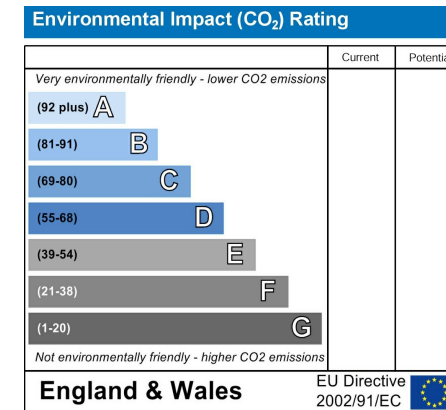 Environmental Impact (CO₂) Rating
Current Potentia
Very environmentally friendly - lower CO2 emissions
(92 plus) A
(81-91) B
(69-80) C
(55-68) D
(39-54) E
(21-38) F
(1-20) G
Not environmentally friendly - higher CO2 emissions
England & Wales
EU Directive
2002/91/EC